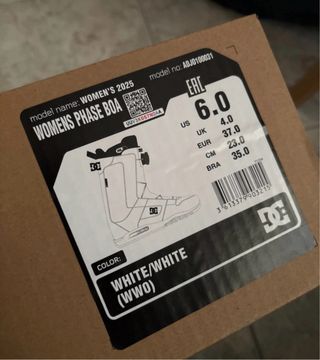 model name: WOMEN'S 2025
model no: ADJO100031
WOMENS PHASE BOA
EAC
US 6.0
UK 4.0
EUR 37.0
CM 23.0
BRA 35.0
DC
COLOR:
WHITE/WHITE
(WW0)